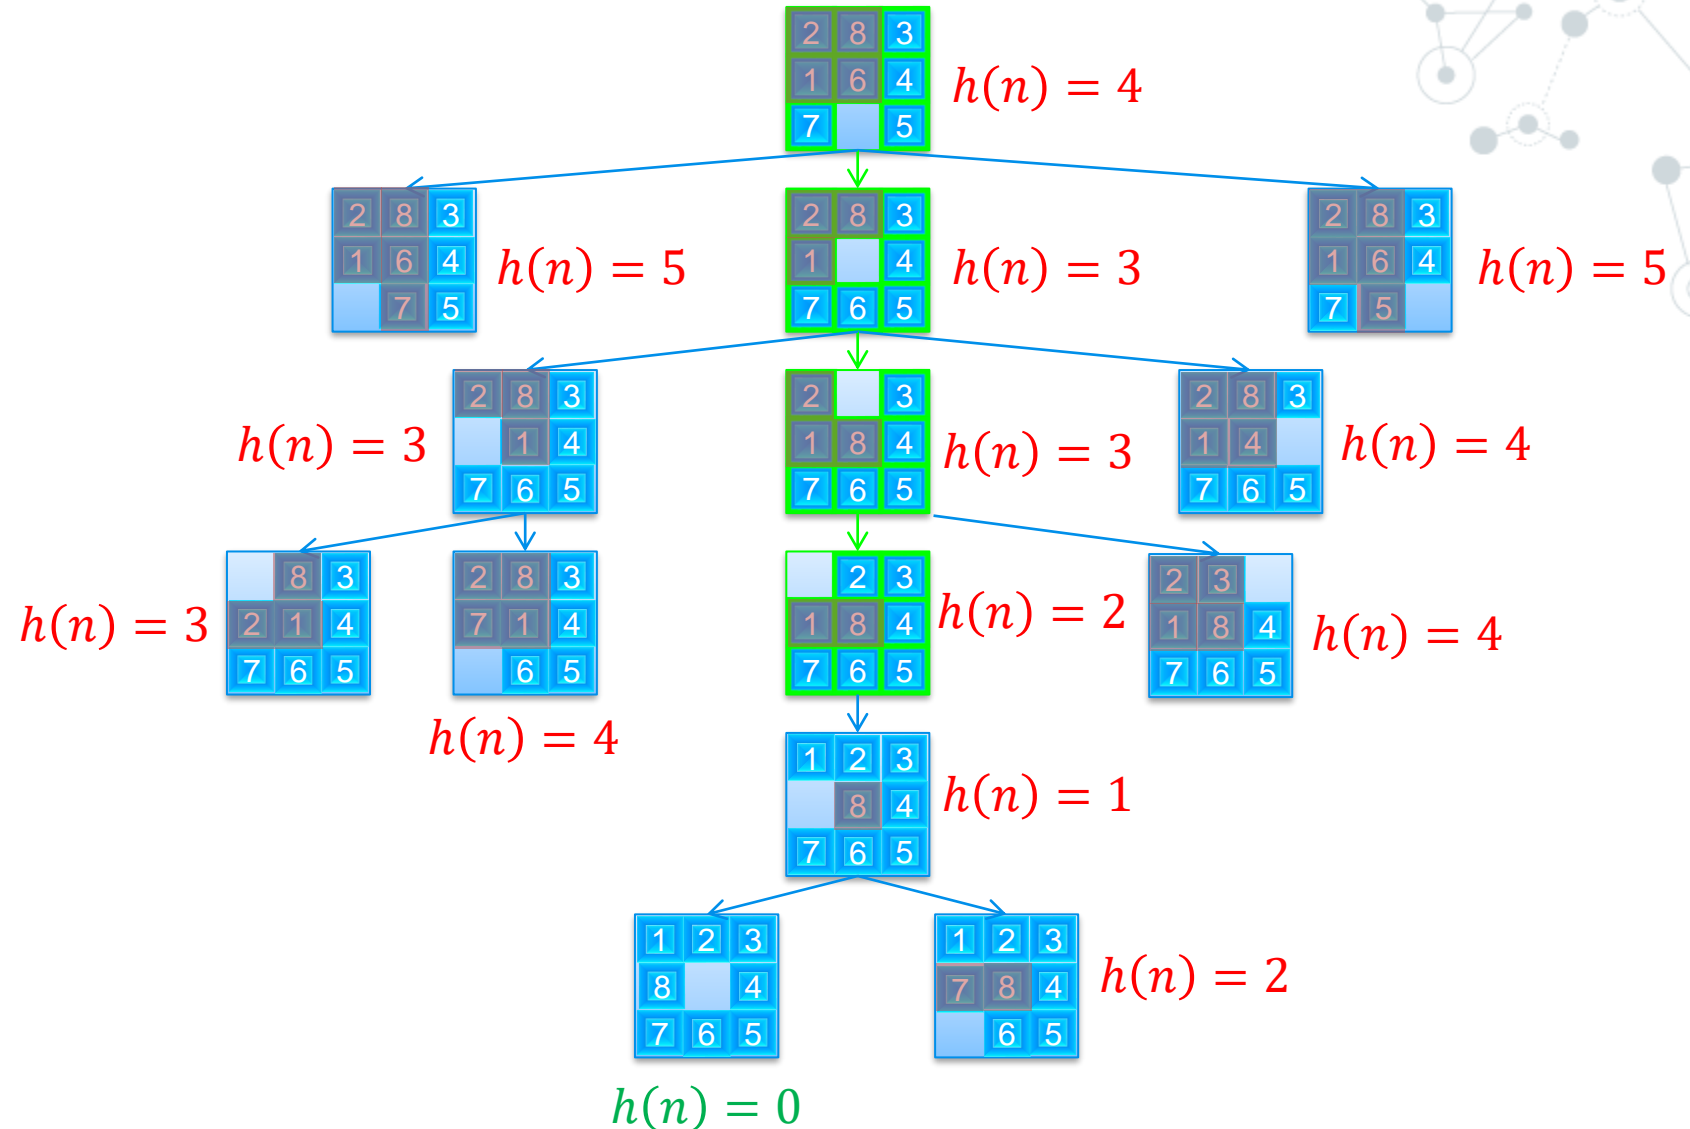 2 8 3
1 6 4
7 5
h(n) = 4
2 8 3
1 6 4
7 5
h(n) = 5
2 8 3
1 4
7 6 5
h(n) = 3
2 8 3
1 6 4
7 5
h(n) = 5
h(n) = 3
2 8 3
1 4
7 6 5
2 3
1 8 4
7 6 5
h(n) = 3
2 8 3
1 4
7 6 5
h(n) = 4
h(n) = 3
8 3
2 1 4
7 6 5
2 8 3
7 1 4
6 5
h(n) = 4
2 3
1 8 4
7 6 5
h(n) = 2
2 3
1 8 4
7 6 5
h(n) = 4
1 2 3
8 4
7 6 5
h(n) = 1
1 2 3
8 4
7 6 5
h(n) = 0
1 2 3
7 8 4
6 5
h(n) = 2